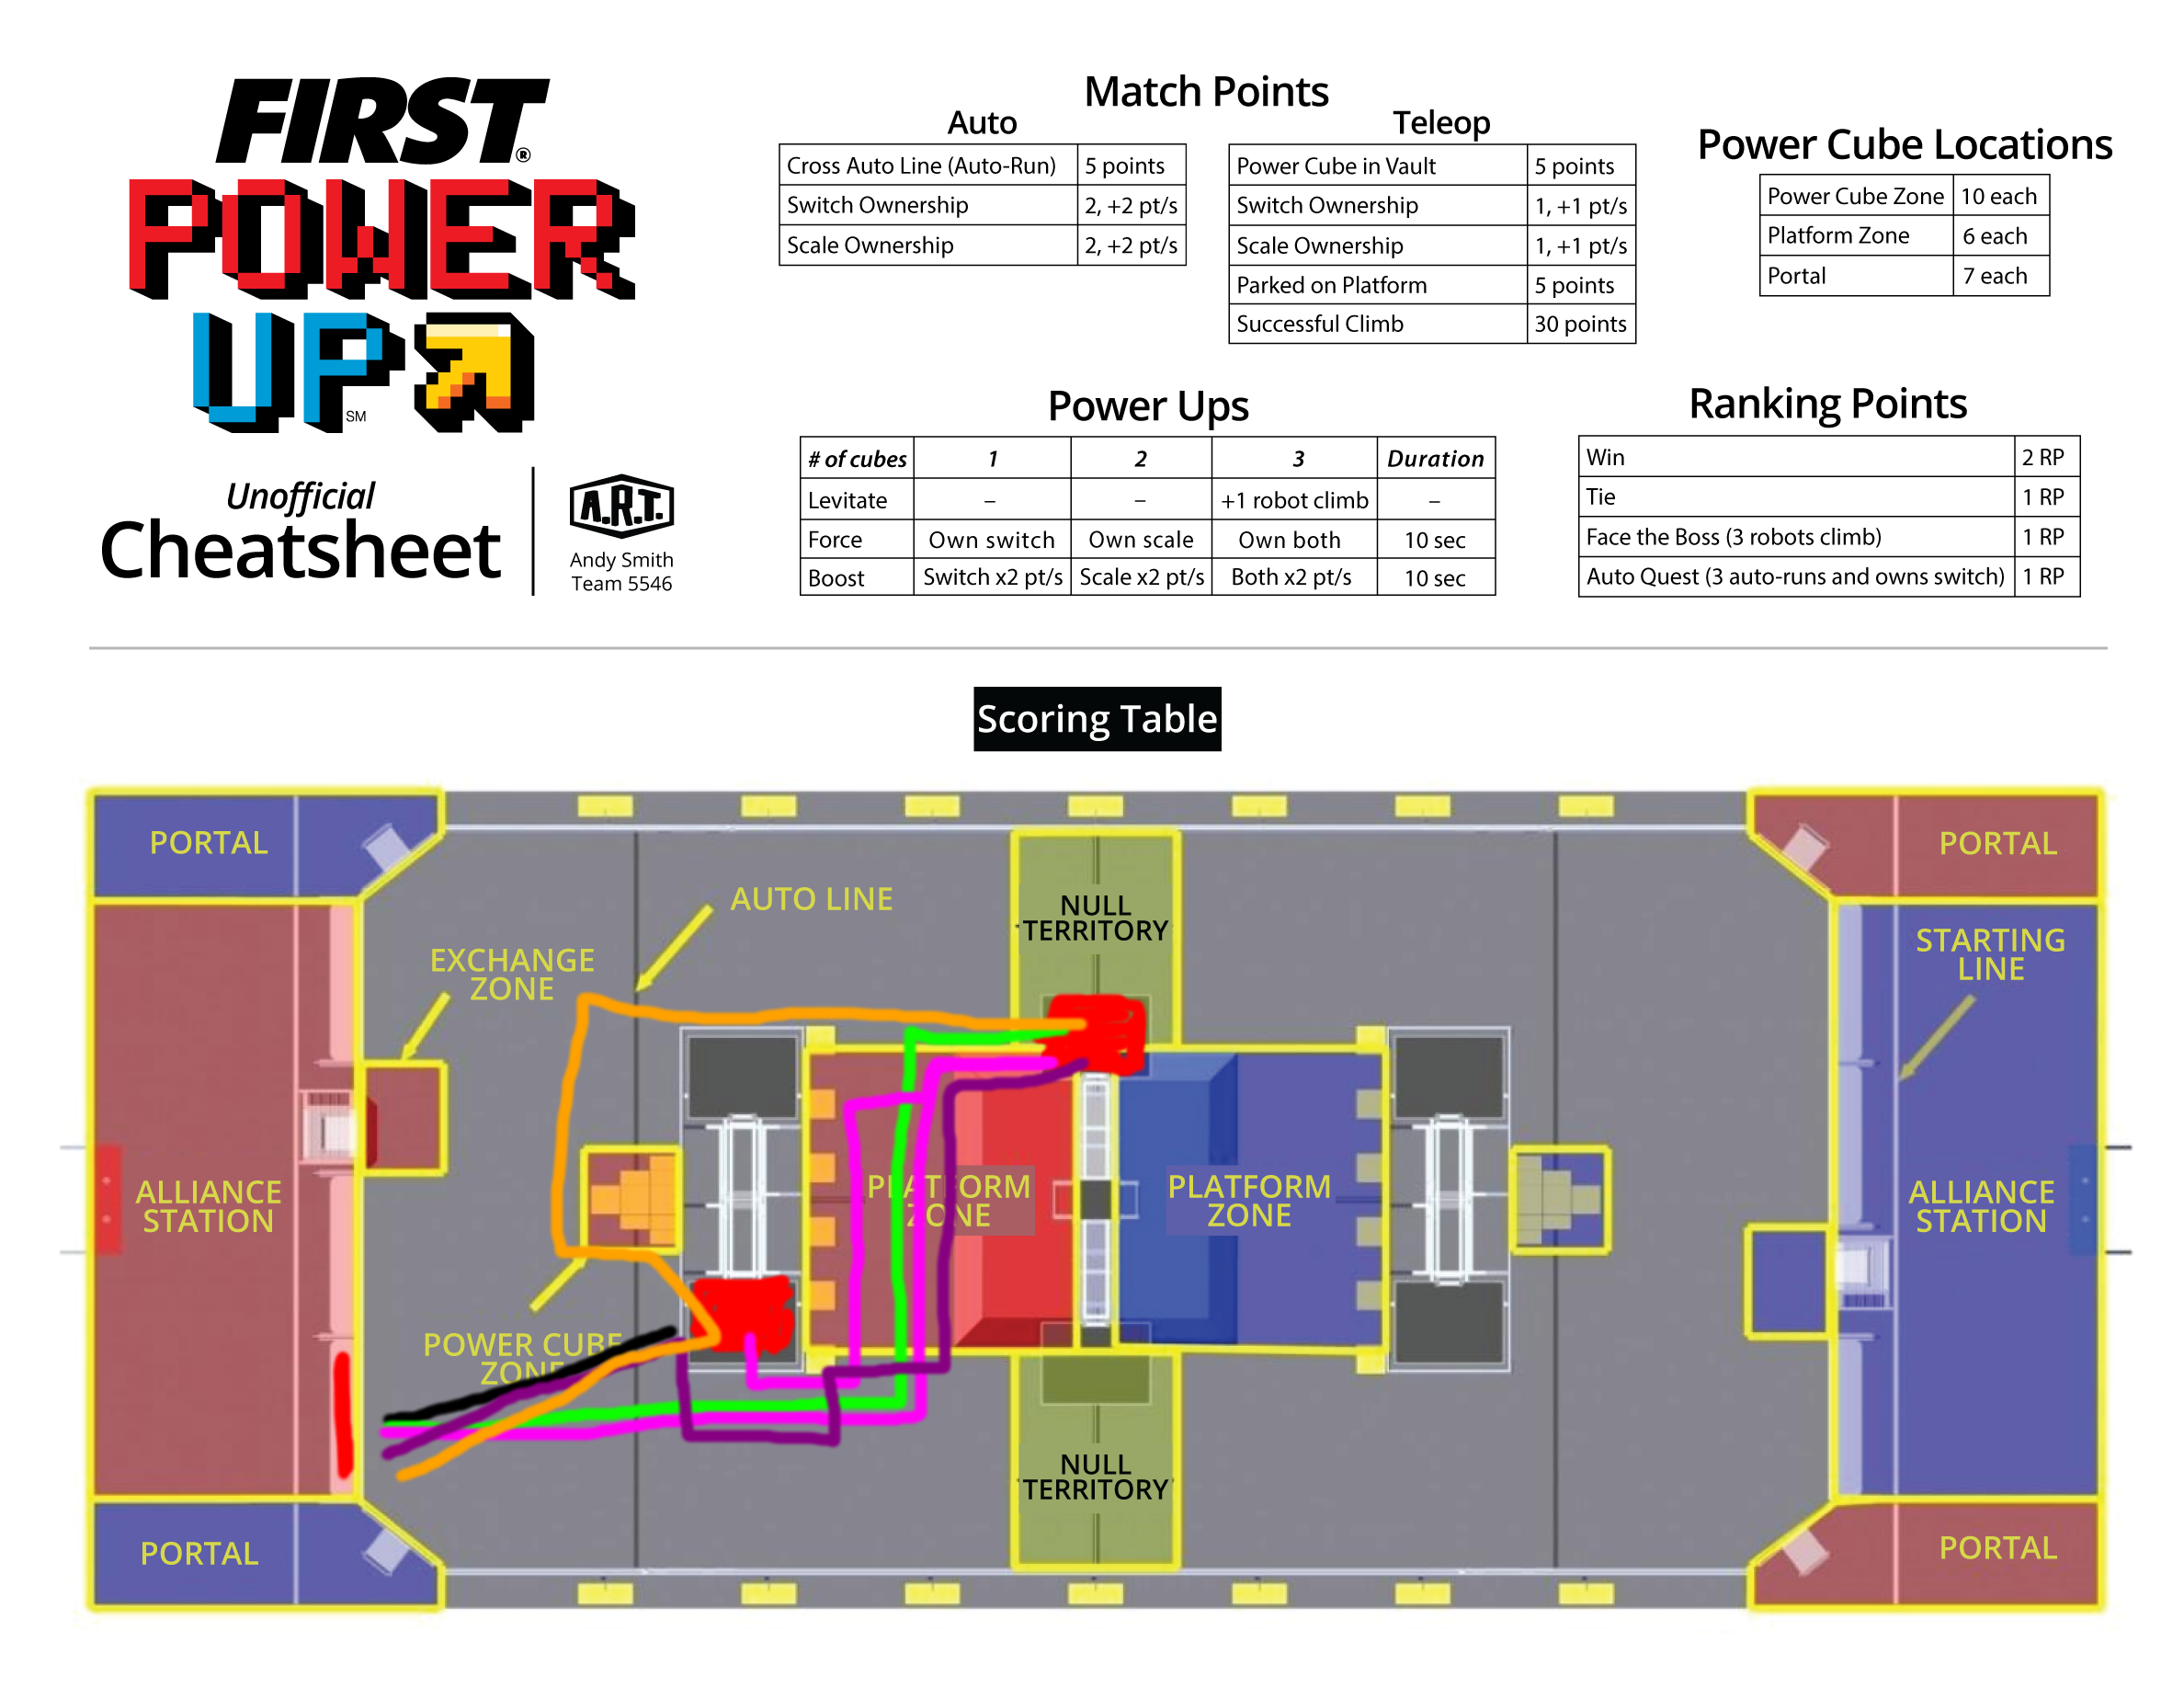 FIRST®
POWER
UP SM
Unofficial
Cheatsheet
A.R.T.
Andy Smith
Team 5546
Match Points
Auto
Cross Auto Line (Auto-Run) 5 points
Switch Ownership 2, +2 pt/s
Scale Ownership 2, +2 pt/s
Teleop
Power Cube in Vault 5 points
Switch Ownership 1, +1 pt/s
Scale Ownership 1, +1 pt/s
Parked on Platform 5 points
Successful Climb 30 points
Power Cube Locations
Power Cube Zone 10 each
Platform Zone 6 each
Portal 7 each
Power Ups
# of cubes 1 2 3 Duration
Levitate – – +1 robot climb –
Force Own switch Own scale Own both 10 sec
Boost Switch x2 pt/s Scale x2 pt/s Both x2 pt/s 10 sec
Ranking Points
Win 2 RP
Tie 1 RP
Face the Boss (3 robots climb) 1 RP
Auto Quest (3 auto-runs and owns switch) 1 RP
Scoring Table
PORTAL
PORTAL
AUTO LINE
NULL
TERRITORY
EXCHANGE
ZONE
STARTING
LINE
ALLIANCE
STATION
PLATFORM
ZONE
PLATFORM
ZONE
ALLIANCE
STATION
POWER CUBE
ZONE
NULL
TERRITORY
PORTAL
PORTAL